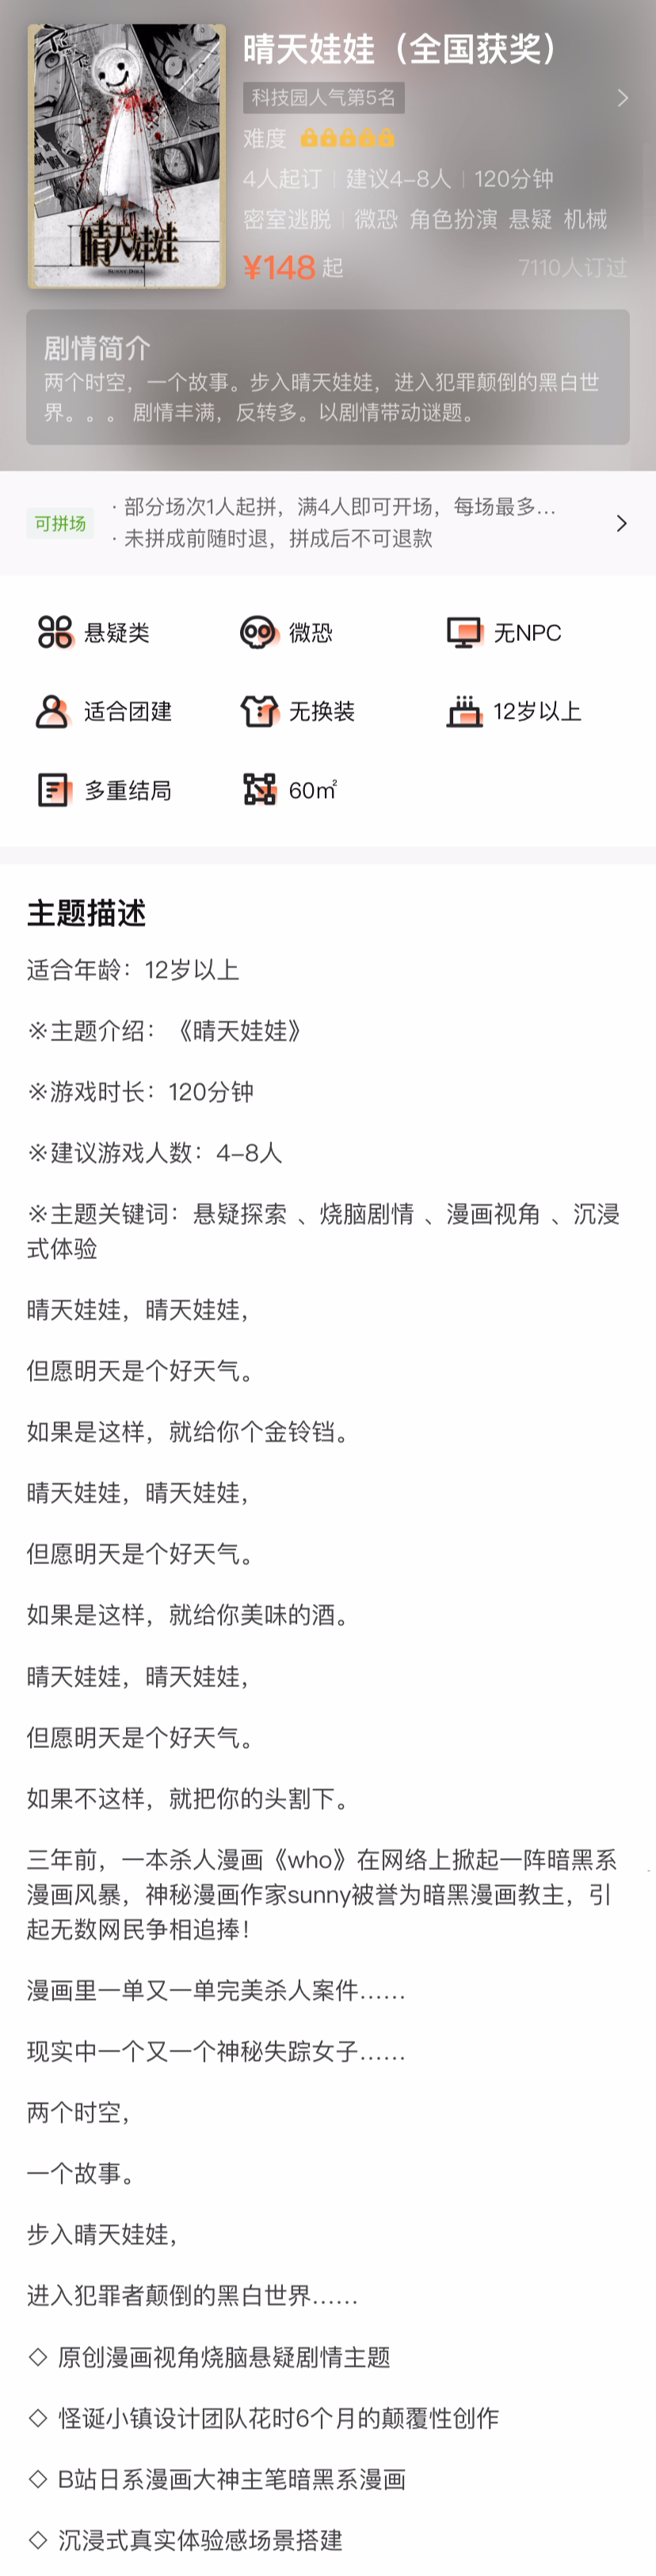 晴天娃娃（全国获奖）
科技园人气第5名
难度
4人起订 | 建议4-8人 | 120分钟
密室逃脱 | 微恐 角色扮演 悬疑 机械
¥148 起
7110人订过
晴天娃娃
SUNNY DOLL
剧情简介
两个时空，一个故事。步入晴天娃娃，进入犯罪颠倒的黑白世
界。。。 剧情丰满，反转多。以剧情带动谜题。
可拼场
· 部分场次1人起拼，满4人即可开场，每场最多...
· 未拼成前随时退，拼成后不可退款
悬疑类
微恐
无NPC
适合团建
无换装
12岁以上
多重结局
60㎡
主题描述
适合年龄：12岁以上
※主题介绍：《晴天娃娃》
※游戏时长：120分钟
※建议游戏人数：4-8人
※主题关键词：悬疑探索 、烧脑剧情 、漫画视角 、沉浸
式体验
晴天娃娃，晴天娃娃，
但愿明天是个好天气。
如果是这样，就给你个金铃铛。
晴天娃娃，晴天娃娃，
但愿明天是个好天气。
如果是这样，就给你美味的酒。
晴天娃娃，晴天娃娃，
但愿明天是个好天气。
如果不这样，就把你的头割下。
三年前，一本杀人漫画《who》在网络上掀起一阵暗黑系
漫画风暴，神秘漫画作家sunny被誉为暗黑漫画教主，引
起无数网民争相追捧！
漫画里一单又一单完美杀人案件......
现实中一个又一个神秘失踪女子......
两个时空，
一个故事。
步入晴天娃娃，
进入犯罪者颠倒的黑白世界......
◇ 原创漫画视角烧脑悬疑剧情主题
◇ 怪诞小镇设计团队花时6个月的颠覆性创作
◇ B站日系漫画大神主笔暗黑系漫画
◇ 沉浸式真实体验感场景搭建